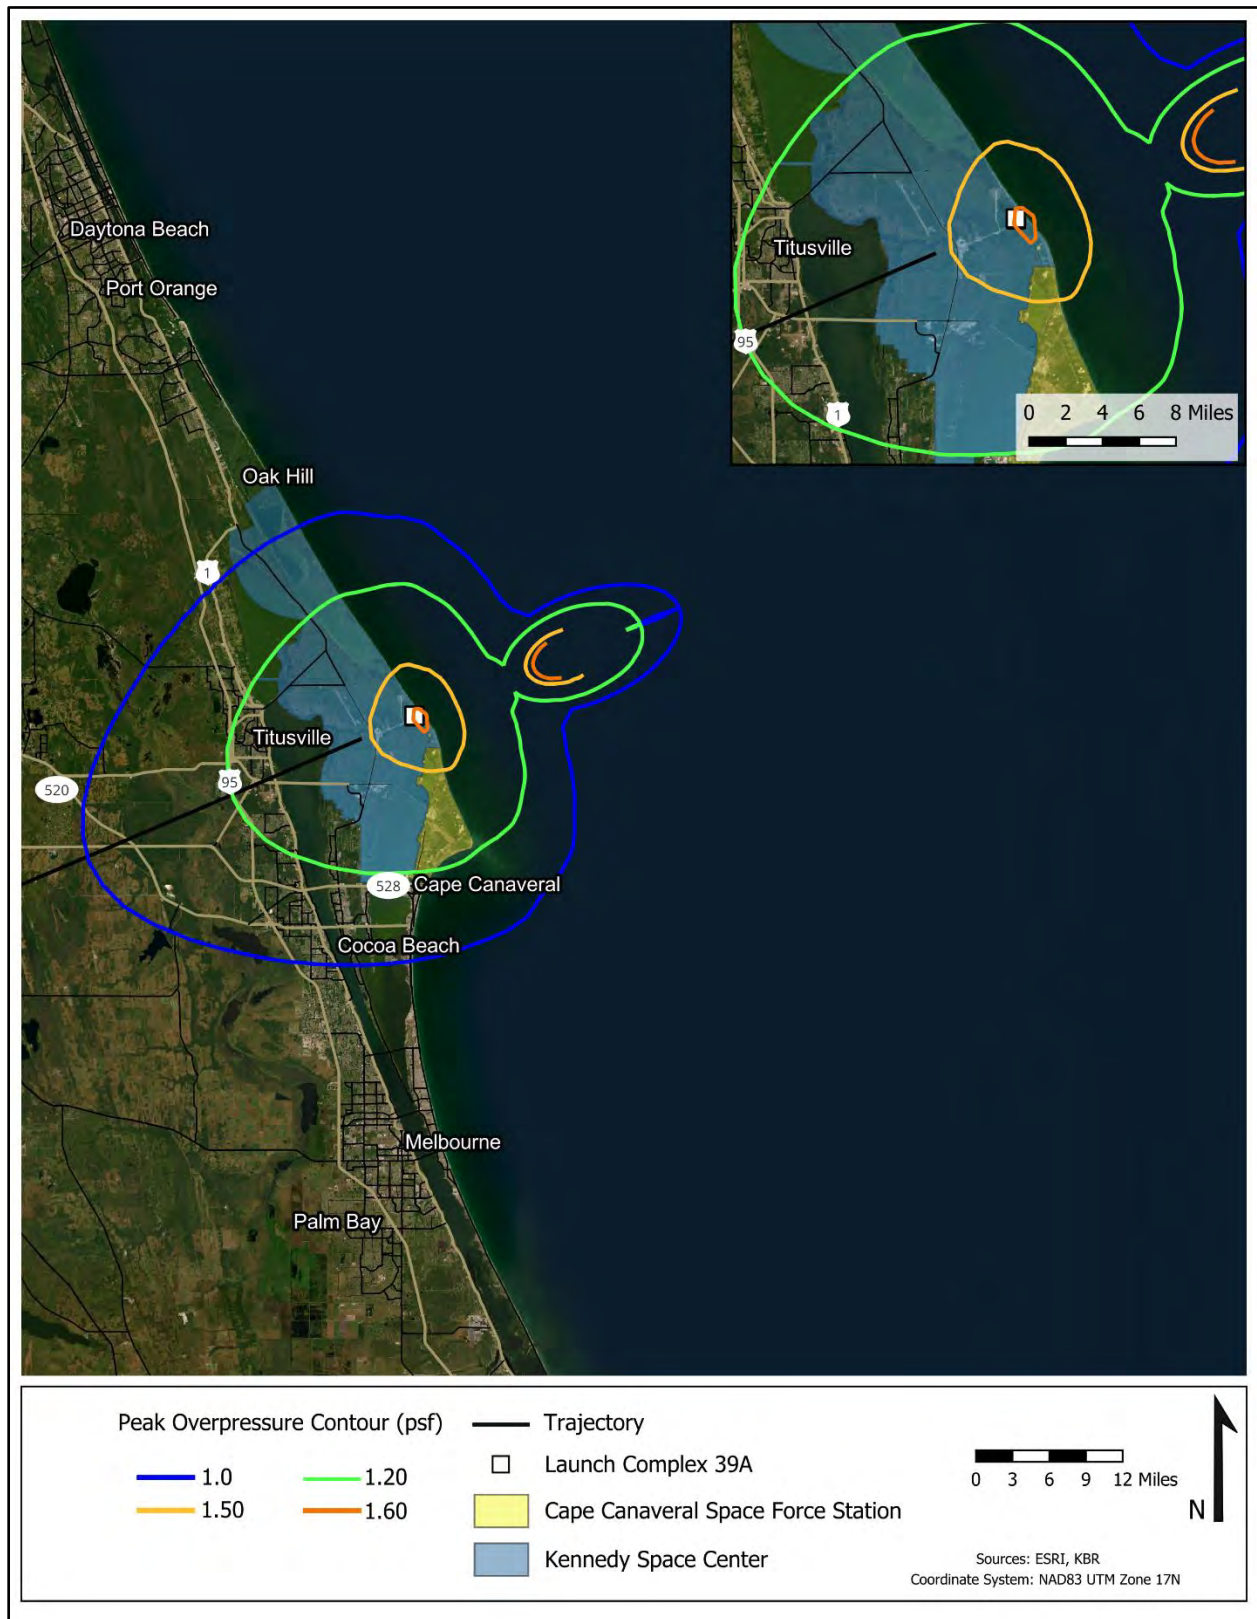 Daytona Beach
Port Orange
Oak Hill
1
Titusville
95
520
528
Cape Canaveral
Cocoa Beach
Melbourne
Palm Bay
Titusville
95
1
0 2 4 6 8 Miles
Peak Overpressure Contour (psf)
1.0
1.20
1.50
1.60
Trajectory
Launch Complex 39A
Cape Canaveral Space Force Station
Kennedy Space Center
0 3 6 9 12 Miles
N
Sources: ESRI, KBR
Coordinate System: NAD83 UTM Zone 17N